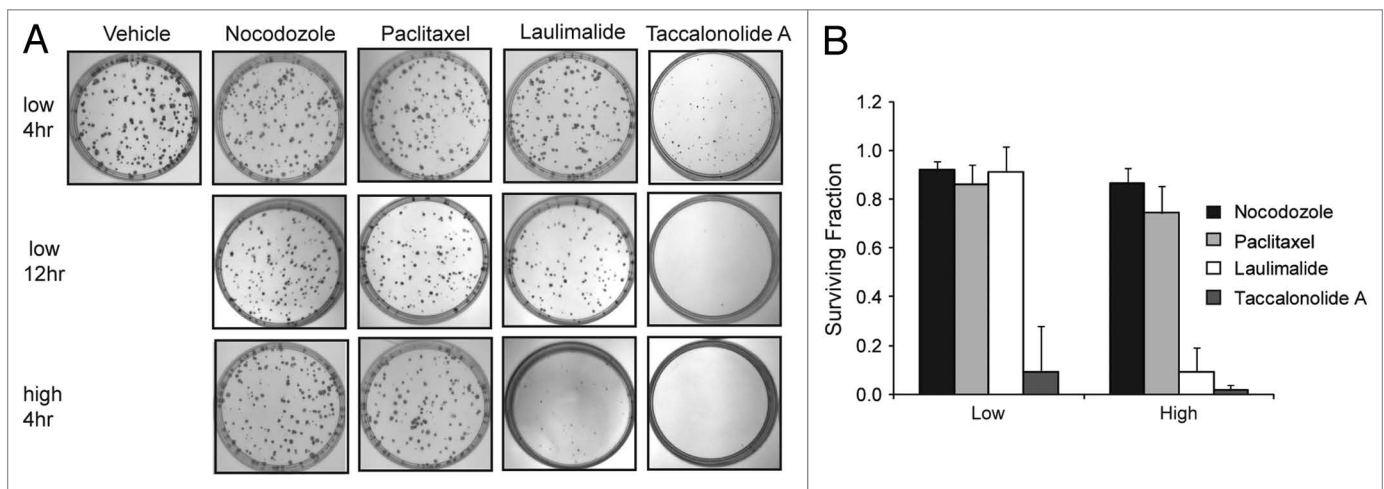 A
Vehicle
Nocodozole
Paclitaxel
Laulimalide
Taccalonolide A
low
4hr
low
12hr
high
4hr
B
Surviving Fraction
1.2
1.0
0.8
0.6
0.4
0.2
0.0
Low
High
Nocodozole
Paclitaxel
Laulimalide
Taccalonolide A